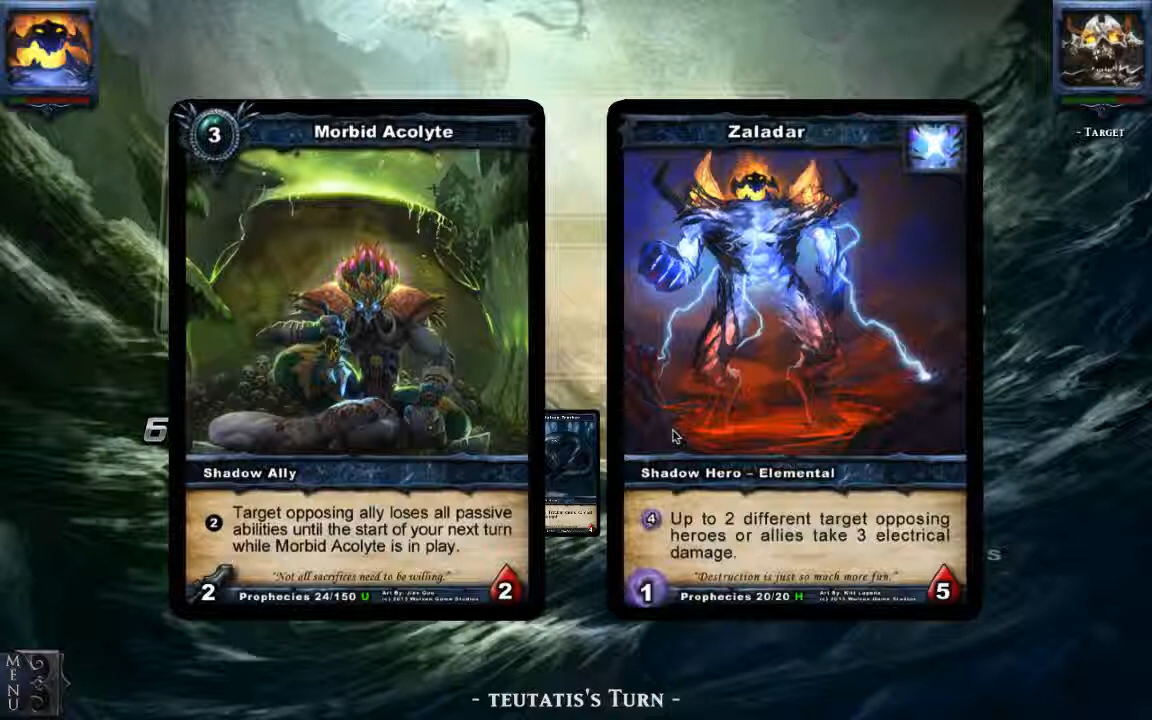 - Target
3
Morbid Acolyte
Zaladar
6
Shadow Ally
Shadow Hero - Elemental
2
Target opposing ally loses all passive
abilities until the start of your next turn
while Morbid Acolyte is in play.
4
Up to 2 different target opposing
heroes or allies take 3 electrical
damage.
"Not all sacrifices need to be willing."
"Destruction is just so much more fun."
2
Prophecies 24/150 U
2
1
Prophecies 20/20 H
5
MENU
- Teutatis's Turn -